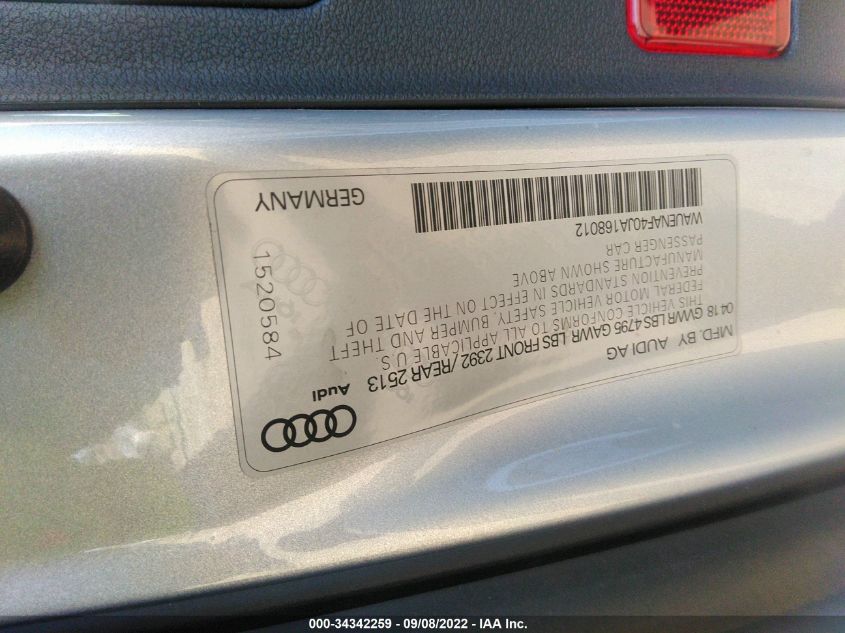 MFD. BY AUDI AG
04 18 GVWR LBS 4795 GAWR LBS FRONT 2392 / REAR 2513
THIS VEHICLE CONFORMS TO ALL APPLICABLE U.S.
FEDERAL MOTOR VEHICLE SAFETY, BUMPER AND THEFT
PREVENTION STANDARDS IN EFFECT ON THE DATE OF
MANUFACTURE SHOWN ABOVE
PASSENGER CAR
WAUENAF40JA168012
Audi
1520584
GERMANY
000-34342259 - 09/08/2022 - IAA Inc.